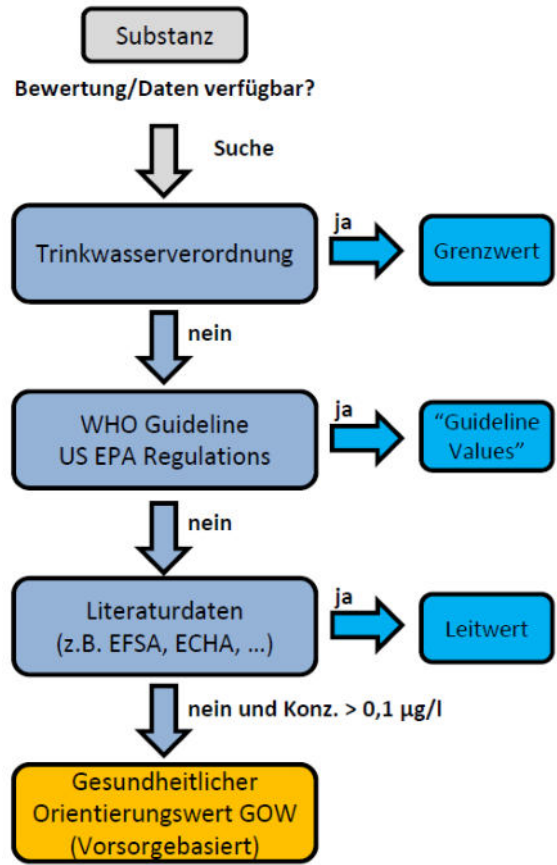 Substanz
Bewertung/Daten verfügbar?
Suche
Trinkwasserverordnung
ja
Grenzwert
nein
WHO Guideline
US EPA Regulations
ja
“Guideline
Values”
nein
Literaturdaten
(z.B. EFSA, ECHA, ...)
ja
Leitwert
nein und Konz. > 0,1 µg/l
Gesundheitlicher
Orientierungswert GOW
(Vorsorgebasiert)